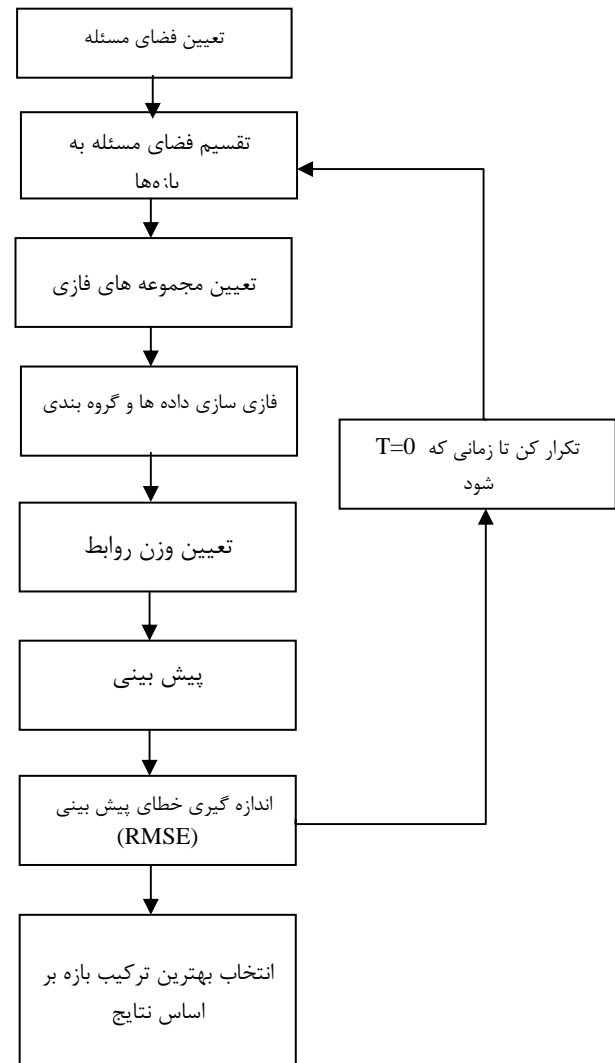 تعیین فضای مسئله
تقسیم فضای مسئله به
بازه‌ها
تعیین مجموعه های فازی
فازی سازی داده ها و گروه بندی
تکرار کن تا زمانی که T=0
شود
تعیین وزن روابط
پیش بینی
اندازه گیری خطای پیش بینی
(RMSE)
انتخاب بهترین ترکیب بازه بر
اساس نتایج